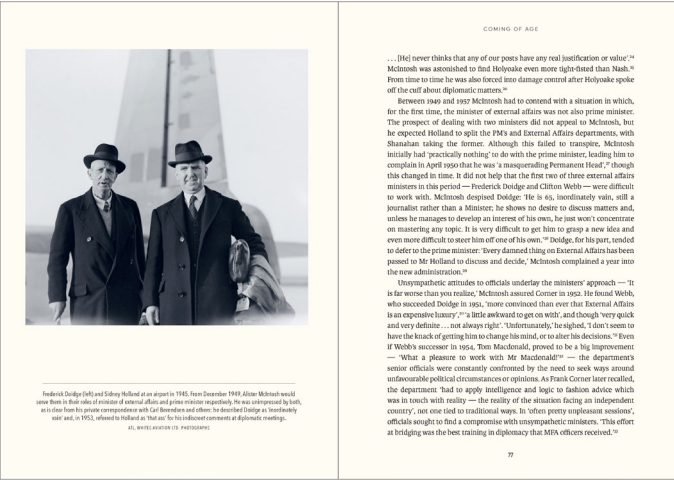 Frederick Doidge (left) and Sidney Holland at an airport in 1945. From December 1949, Alister McIntosh would
serve them in their roles of minister of external affairs and prime minister respectively. He was unimpressed by both,
as is clear from his private correspondence with Carl Berendsen and others: he described Doidge as 'inordinately
vain' and, in 1953, referred to Holland as 'that ass' for his indiscreet comments at diplomatic meetings.
ATL, WHITES AVIATION LTD: PHOTOGRAPHS
COMING OF AGE
. . . [He] never thinks that any of our posts have any real justification or value'.²⁴
McIntosh was astonished to find Holyoake even more tight-fisted than Nash.²⁵
From time to time he was also forced into damage control after Holyoake spoke
off the cuff about diplomatic matters.²⁶
Between 1949 and 1957 McIntosh had to contend with a situation in which,
for the first time, the minister of external affairs was not also prime minister.
The prospect of dealing with two ministers did not appeal to McIntosh, but
he expected Holland to split the PM's and External Affairs departments, with
Shanahan taking the former. Although this failed to transpire, McIntosh
initially had 'practically nothing' to do with the prime minister, leading him to
complain in April 1950 that he was 'a masquerading Permanent Head',²⁷ though
this changed in time. It did not help that the first two of three external affairs
ministers in this period — Frederick Doidge and Clifton Webb — were difficult
to work with. McIntosh despised Doidge: 'He is 65, inordinately vain, still a
journalist rather than a Minister; he shows no desire to discuss matters and,
unless he manages to develop an interest of his own, he just won't concentrate
on mastering any topic. It is very difficult to get him to grasp a new idea and
even more difficult to steer him off one of his own.'²⁸ Doidge, for his part, tended
to defer to the prime minister: 'Every damned thing on External Affairs has been
passed to Mr Holland to discuss and decide,' McIntosh complained a year into
the new administration.²⁹
Unsympathetic attitudes to officials underlay the ministers' approach — 'It
is far worse than you realize,' McIntosh assured Corner in 1952. He found Webb,
who succeeded Doidge in 1951, 'more convinced than ever that External Affairs
is an expensive luxury',³⁰ 'a little awkward to get on with', and though 'very quick
and very definite . . . not always right'. 'Unfortunately,' he sighed, 'I don't seem to
have the knack of getting him to change his mind, or to alter his decisions.'³¹ Even
if Webb's successor in 1954, Tom Macdonald, proved to be a big improvement
— 'What a pleasure to work with Mr Macdonald!'³² — the department's
senior officers were constantly confronted by the need to seek ways around
unfavourable political circumstances or opinions. As Frank Corner later recalled,
the department 'had to apply intelligence and logic to fashion advice which
was in touch with reality — the reality of the situation facing an independent
country', not one tied to traditional ways. In 'often pretty unpleasant sessions',
officials sought to find a compromise with unsympathetic ministers. 'This effort
at bridging was the best training in diplomacy that MFA officers received.'³³
77